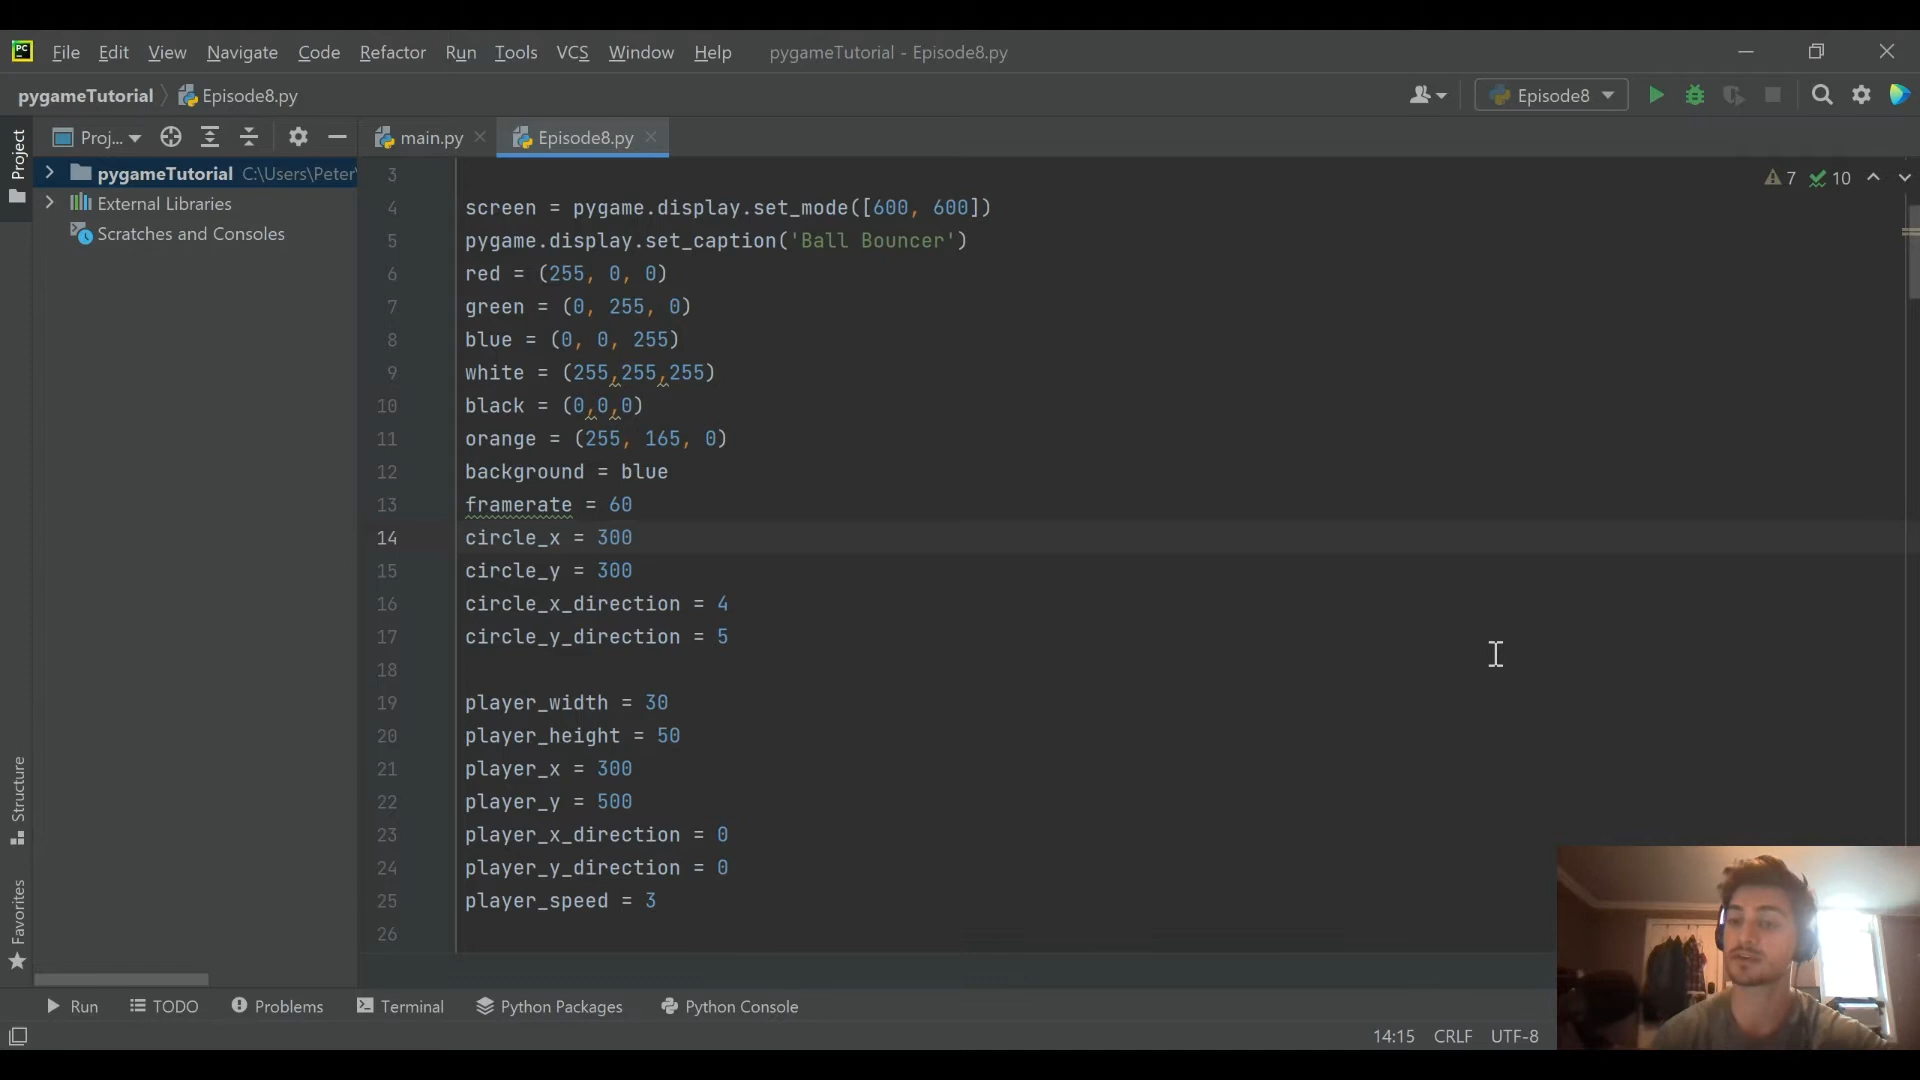 PC File Edit View Navigate Code Refactor Run Tools VCS Window Help pygameTutorial - Episode8.py
pygameTutorial Episode8.py Episode8
Project
Proj... main.py Episode8.py
pygameTutorial C:\Users\Peter\
External Libraries
Scratches and Consoles
7 10
3
4 screen = pygame.display.set_mode([600, 600])
5 pygame.display.set_caption('Ball Bouncer')
6 red = (255, 0, 0)
7 green = (0, 255, 0)
8 blue = (0, 0, 255)
9 white = (255,255,255)
10 black = (0,0,0)
11 orange = (255, 165, 0)
12 background = blue
13 framerate = 60
14 circle_x = 300
15 circle_y = 300
16 circle_x_direction = 4
17 circle_y_direction = 5
18
19 player_width = 30
20 player_height = 50
21 player_x = 300
22 player_y = 500
23 player_x_direction = 0
24 player_y_direction = 0
25 player_speed = 3
26
Structure
Favorites
Run TODO Problems Terminal Python Packages Python Console
14:15 CRLF UTF-8